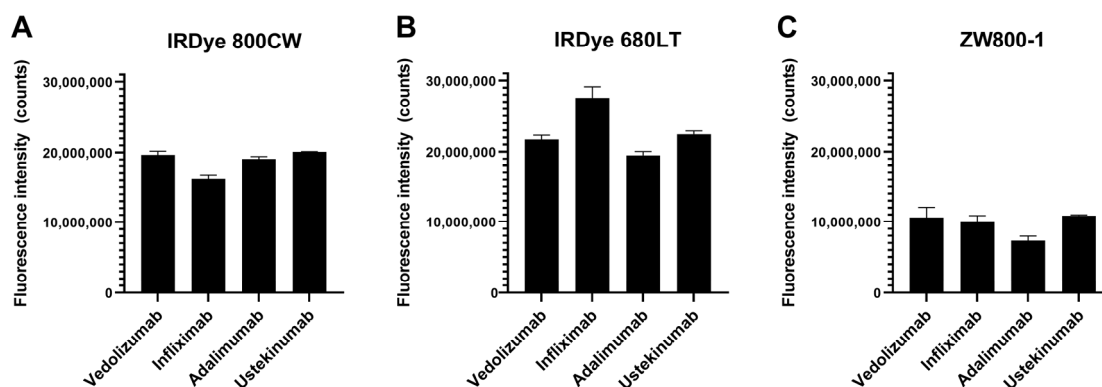 A
IRDye 800CW
Fluorescence intensity (counts)
30,000,000
20,000,000
10,000,000
0
Vedolizumab
Infliximab
Adalimumab
Ustekinumab
B
IRDye 680LT
Fluorescence intensity (counts)
30,000,000
20,000,000
10,000,000
0
Vedolizumab
Infliximab
Adalimumab
Ustekinumab
C
ZW800-1
Fluorescence intensity (counts)
30,000,000
20,000,000
10,000,000
0
Vedolizumab
Infliximab
Adalimumab
Ustekinumab